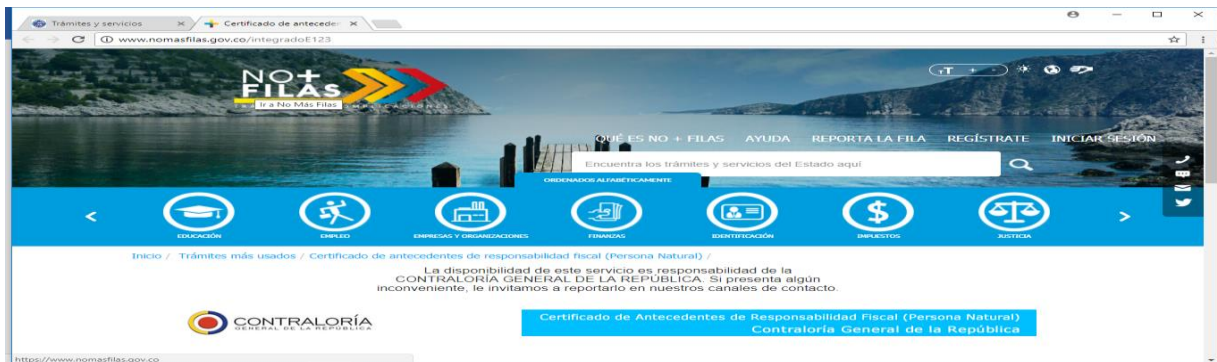 Trámites y servicios
Certificado de anteceder
www.nomasfilas.gov.co/integradoE123
NO+
FILAS
Ir a No Más Filas
QUÉ ES NO + FILAS AYUDA REPORTA LA FILA REGÍSTRATE INICIAR SESIÓN
Encuentra los trámites y servicios del Estado aquí
ORDENADOS ALFABÉTICAMENTE
EDUCACIÓN EMPLEO EMPRESAS Y ORGANIZACIONES FINANZAS IDENTIFICACIÓN IMPUESTOS JUSTICIA
Inicio / Trámites más usados / Certificado de antecedentes de responsabilidad fiscal (Persona Natural) /
La disponibilidad de este servicio es responsabilidad de la
CONTRALORÍA GENERAL DE LA REPÚBLICA. Si presenta algún
inconveniente, le invitamos a reportarlo en nuestros canales de contacto.
CONTRALORÍA
GENERAL DE LA REPÚBLICA
Certificado de Antecedentes de Responsabilidad Fiscal (Persona Natural)
Contraloría General de la República
https://www.nomasfilas.gov.co